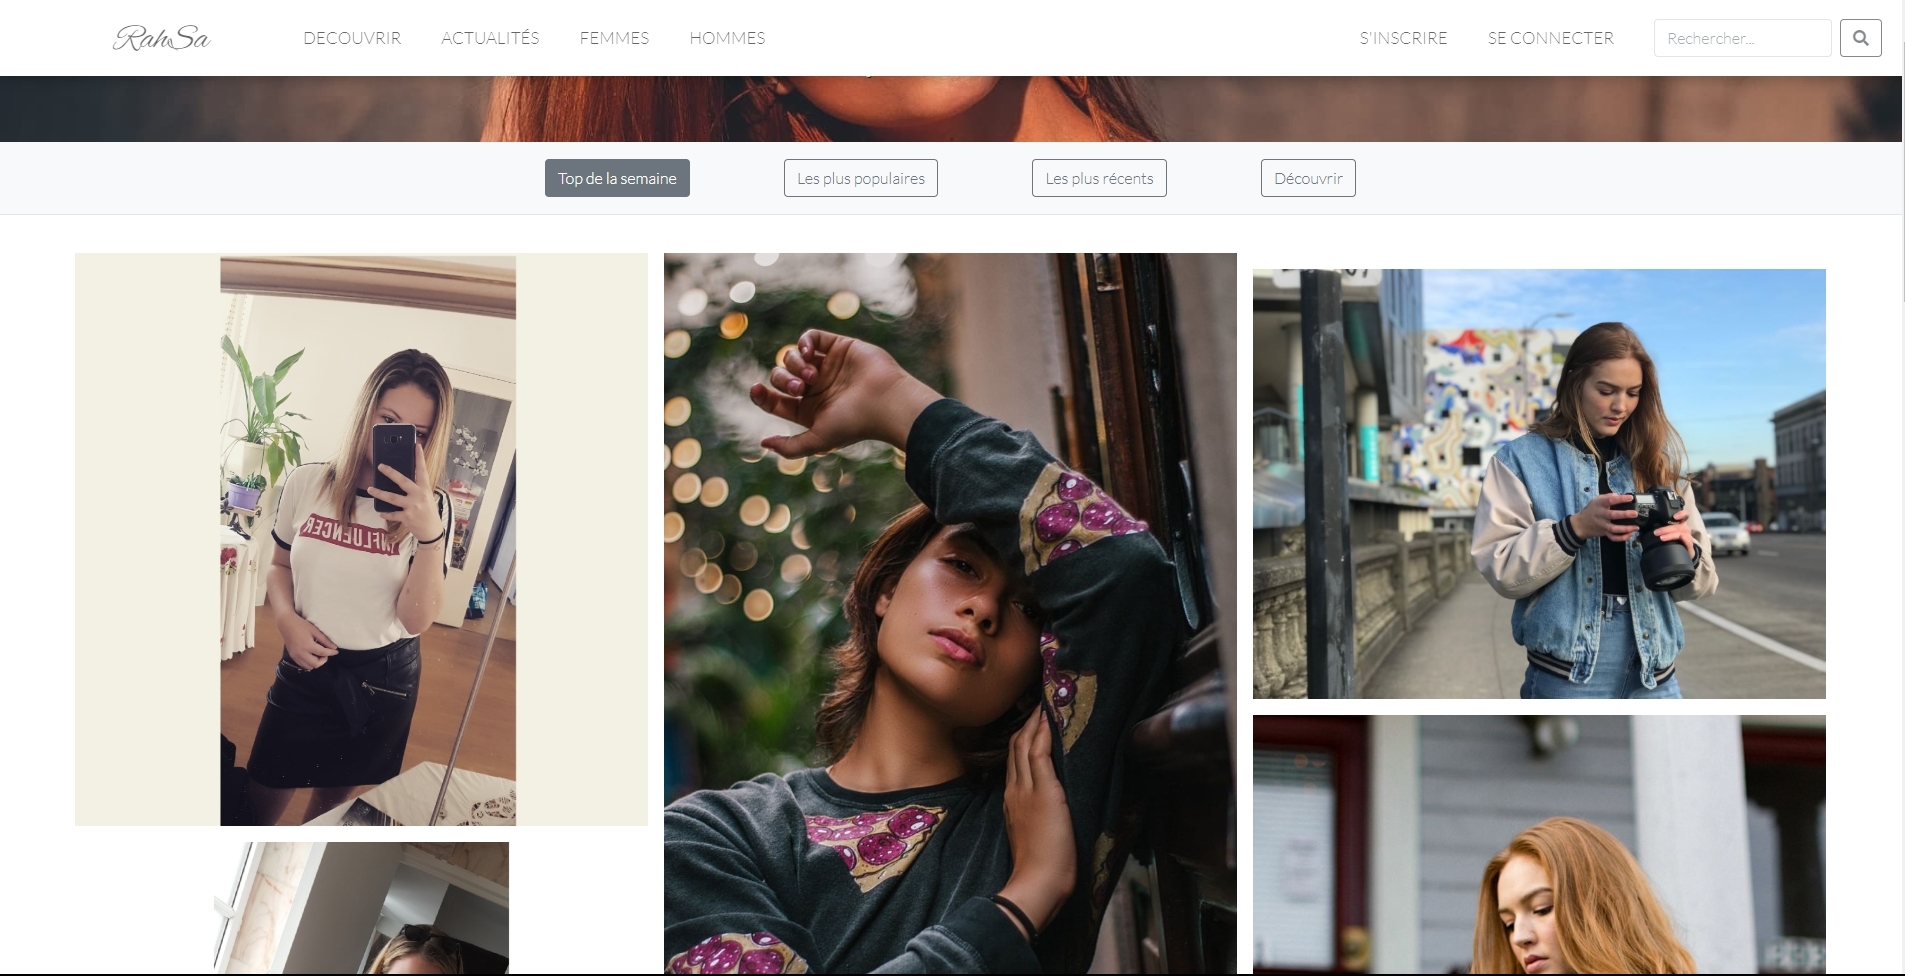 RahSa
DECOUVRIR ACTUALITÉS FEMMES HOMMES S'INSCRIRE SE CONNECTER Rechercher...
Top de la semaine Les plus populaires Les plus récents Découvrir
INFLUENCER